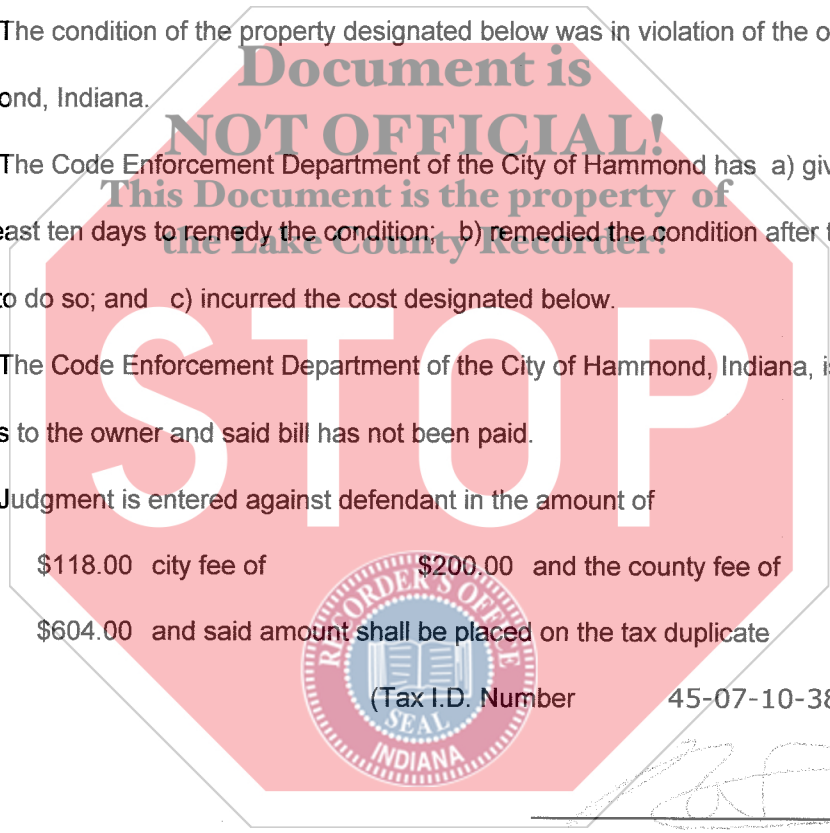 The condition of the property designated below was in violation of the o
Document is
ond, Indiana.
NOT OFFICIAL!
The Code Enforcement Department of the City of Hammond has a) giv
This Document is the property of
east ten days to remedy the condition; b) remedied the condition after t
the Lake County Recorder!
to do so; and c) incurred the cost designated below.
STOP
The Code Enforcement Department of the City of Hammond, Indiana, is
s to the owner and said bill has not been paid.
Judgment is entered against defendant in the amount of
$118.00 city fee of $200.00 and the county fee of
$604.00 and said amount shall be placed on the tax duplicate
(Tax I.D. Number 45-07-10-38
RECORDER'S OFFICE
SEAL
INDIANA